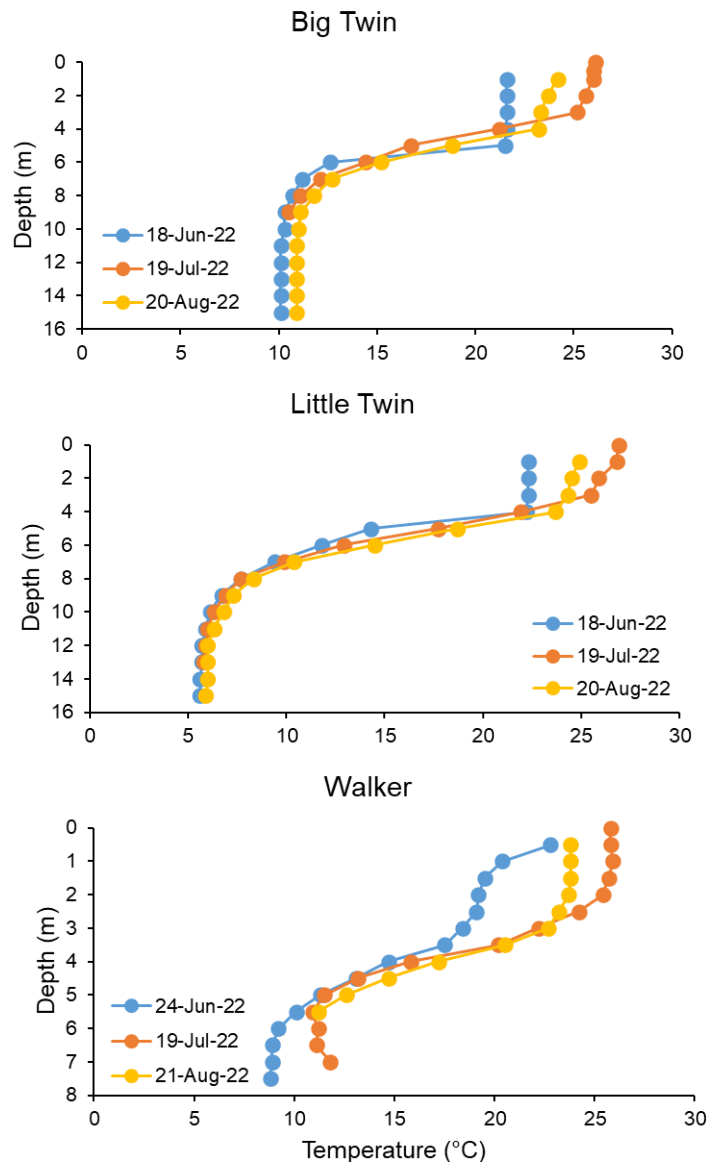 Big Twin
0
2
4
6
8
10
12
14
16
Depth (m)
18-Jun-22
19-Jul-22
20-Aug-22
0 5 10 15 20 25 30
Little Twin
0
2
4
6
8
10
12
14
16
Depth (m)
18-Jun-22
19-Jul-22
20-Aug-22
0 5 10 15 20 25 30
Walker
0
1
2
3
4
5
6
7
8
Depth (m)
24-Jun-22
19-Jul-22
21-Aug-22
0 5 10 15 20 25 30
Temperature (°C)